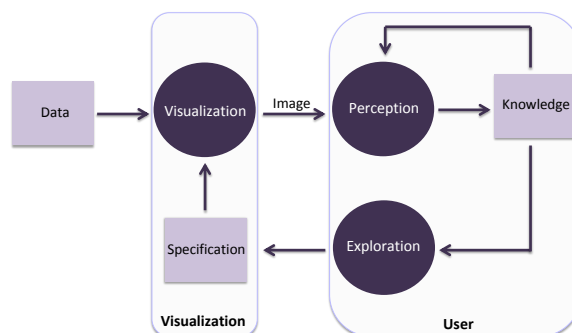 Data
Visualization
Image
Perception
Knowledge
Specification
Exploration
Visualization
User